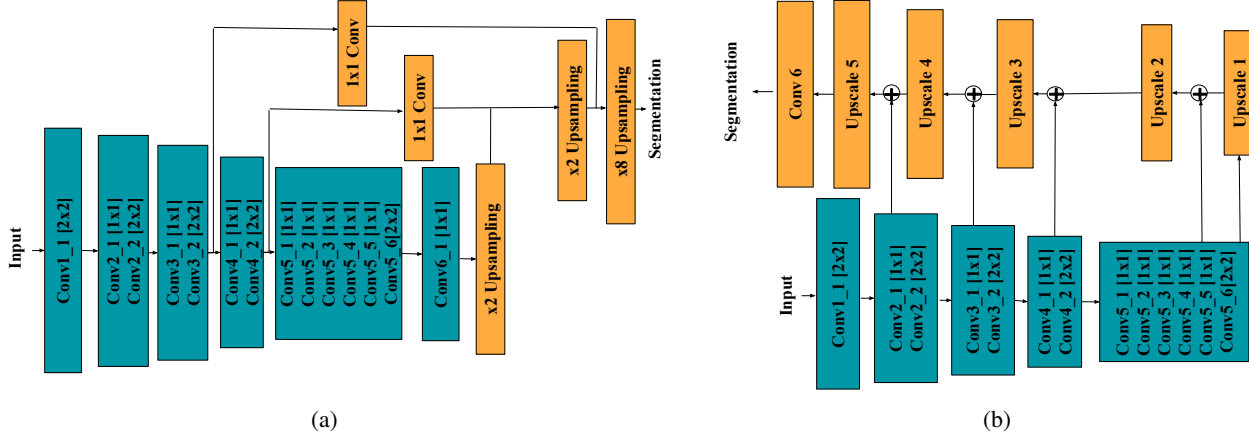 Input
Conv1_1 [2x2]
Conv2_1 [1x1]
Conv2_2 [2x2]
Conv3_1 [1x1]
Conv3_2 [2x2]
Conv4_1 [1x1]
Conv4_2 [2x2]
Conv5_1 [1x1]
Conv5_2 [1x1]
Conv5_3 [1x1]
Conv5_4 [1x1]
Conv5_5 [1x1]
Conv5_6[2x2]
Conv6_1 [1x1]
x2 Upsampling
1x1 Conv
1x1 Conv
x2 Upsampling
x8 Upsampling
Segmentation
(a)
Segmentation
Conv 6
Upscale 5
Upscale 4
Upscale 3
Upscale 2
Upscale 1
Input
Conv1_1 [2x2]
Conv2_1 [1x1]
Conv2_2 [2x2]
Conv3_1 [1x1]
Conv3_2 [2x2]
Conv4_1 [1x1]
Conv4_2 [2x2]
Conv5_1 [1x1]
Conv5_2 [1x1]
Conv5_3 [1x1]
Conv5_4 [1x1]
Conv5_5 [1x1]
Conv5_6[2x2]
(b)